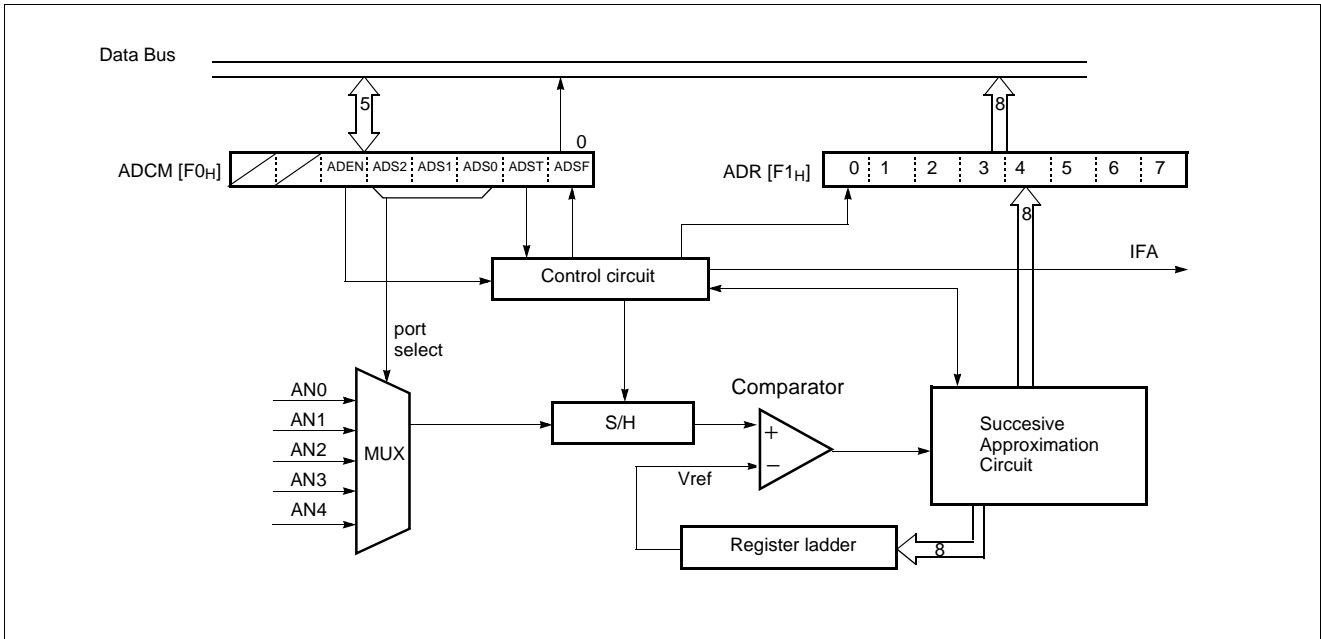 Data Bus
5
8
0
ADCM [F0H]
ADEN ADS2 ADS1 ADS0 ADST ADSF
ADR [F1H]
0 1 2 3 4 5 6 7
8
IFA
Control circuit
port
select
Comparator
AN0
AN1
AN2
AN3
AN4
MUX
S/H
+
−
Vref
Succesive
Approximation
Circuit
Register ladder
8